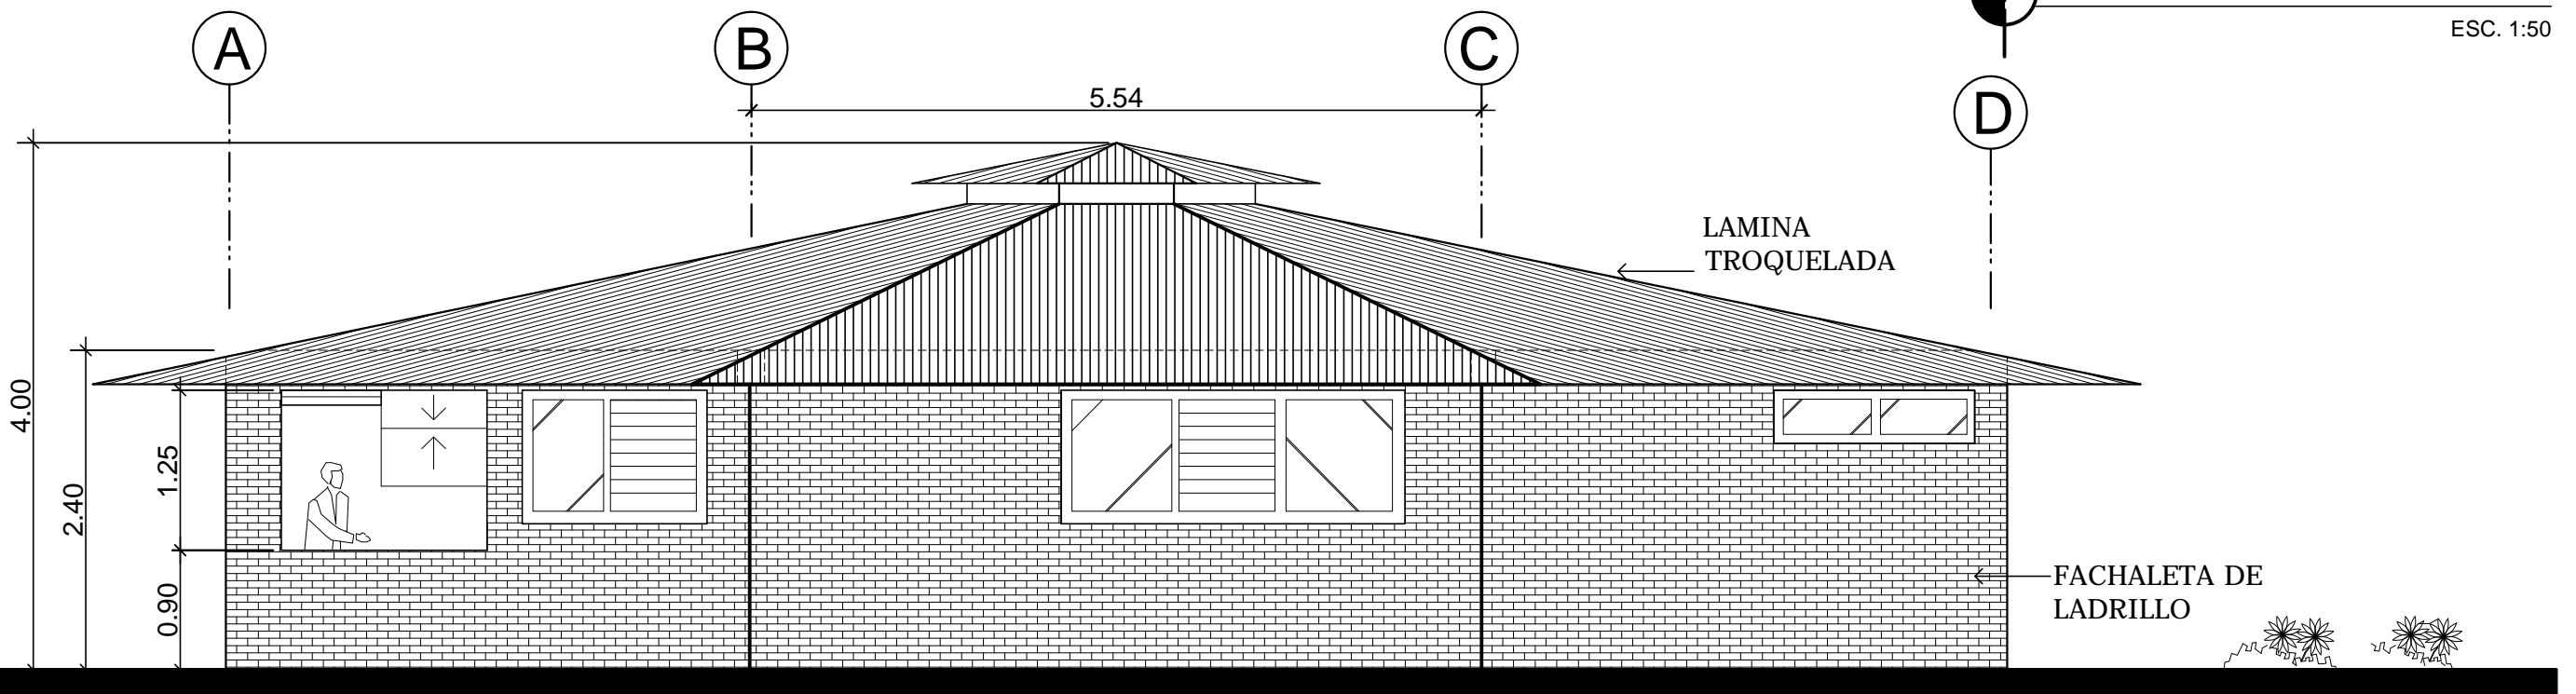 ESC. 1:50
A
B
C
D
5.54
4.00
2.40
1.25
0.90
LAMINA
TROQUELADA
FACHALETA DE
LADRILLO